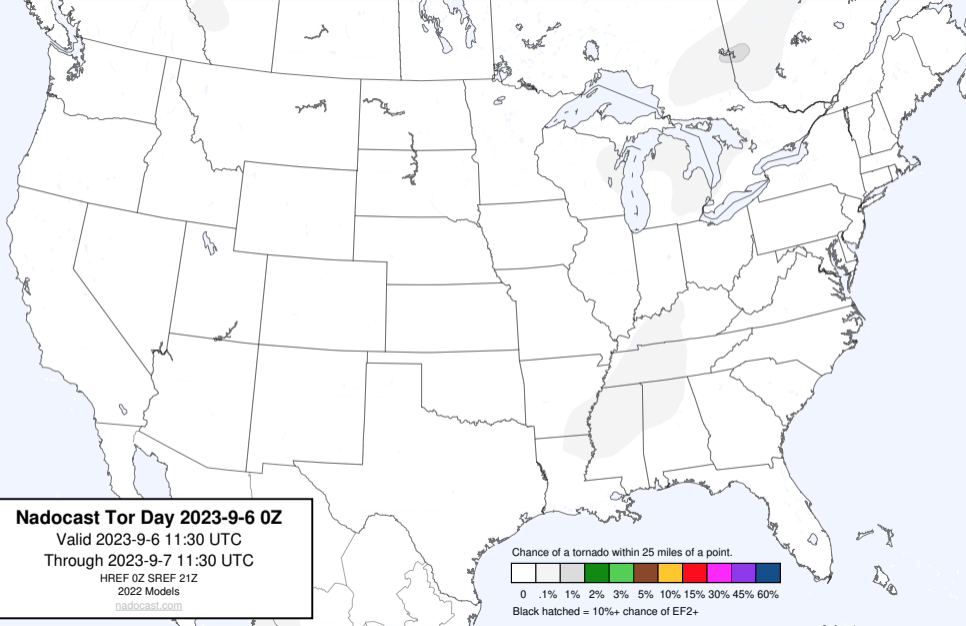 Nadocast Tor Day 2023-9-6 0Z
Valid 2023-9-6 11:30 UTC
Through 2023-9-7 11:30 UTC
HREF 0Z SREF 21Z
2022 Models
nadocast.com
Chance of a tornado within 25 miles of a point.
0 .1% 1% 2% 3% 5% 10% 15% 30% 45% 60%
Black hatched = 10%+ chance of EF2+